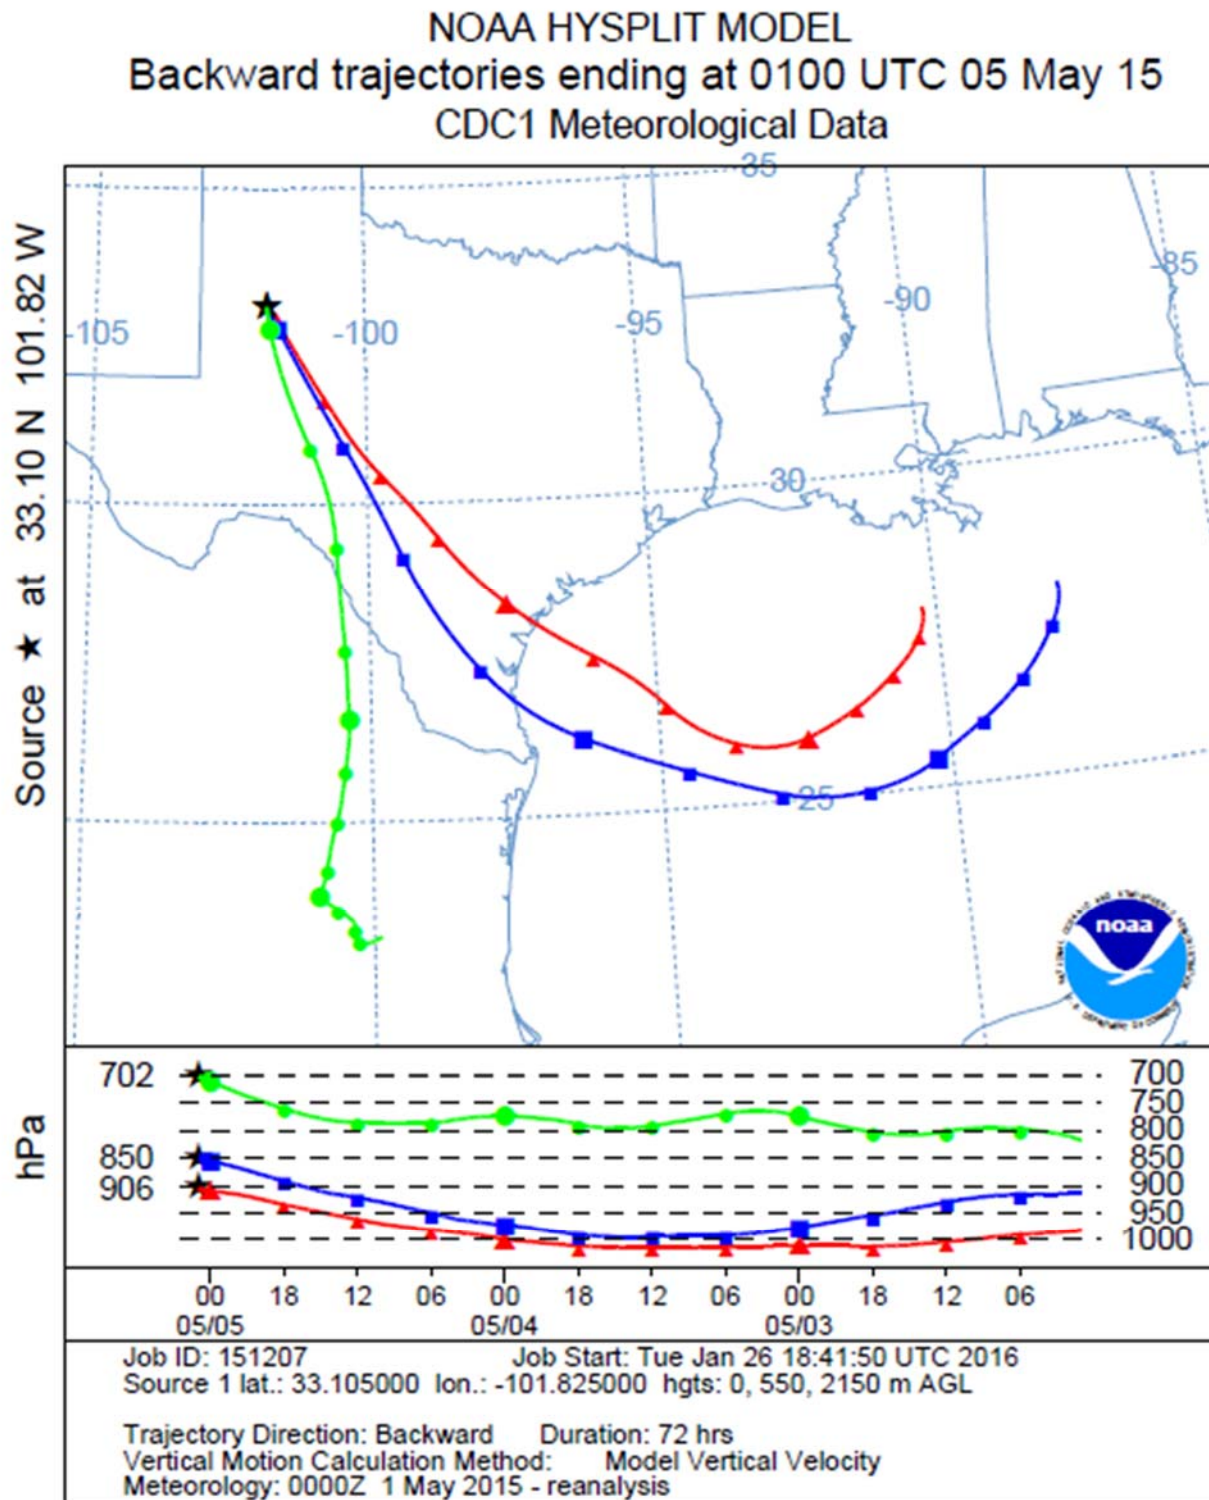 NOAA HYSPLIT MODEL
Backward trajectories ending at 0100 UTC 05 May 15
CDC1 Meteorological Data
Source ★ at 33.10 N 101.82 W
35
-105
-100
-95
-90
-85
30
25
noaa
hPa
702
850
906
700
750
800
850
900
950
1000
00 18 12 06 00 18 12 06 00 18 12 06
05/05 05/04 05/03
Job ID: 151207 Job Start: Tue Jan 26 18:41:50 UTC 2016
Source 1 lat.: 33.105000 lon.: -101.825000 hgts: 0, 550, 2150 m AGL
Trajectory Direction: Backward Duration: 72 hrs
Vertical Motion Calculation Method: Model Vertical Velocity
Meteorology: 0000Z 1 May 2015 - reanalysis